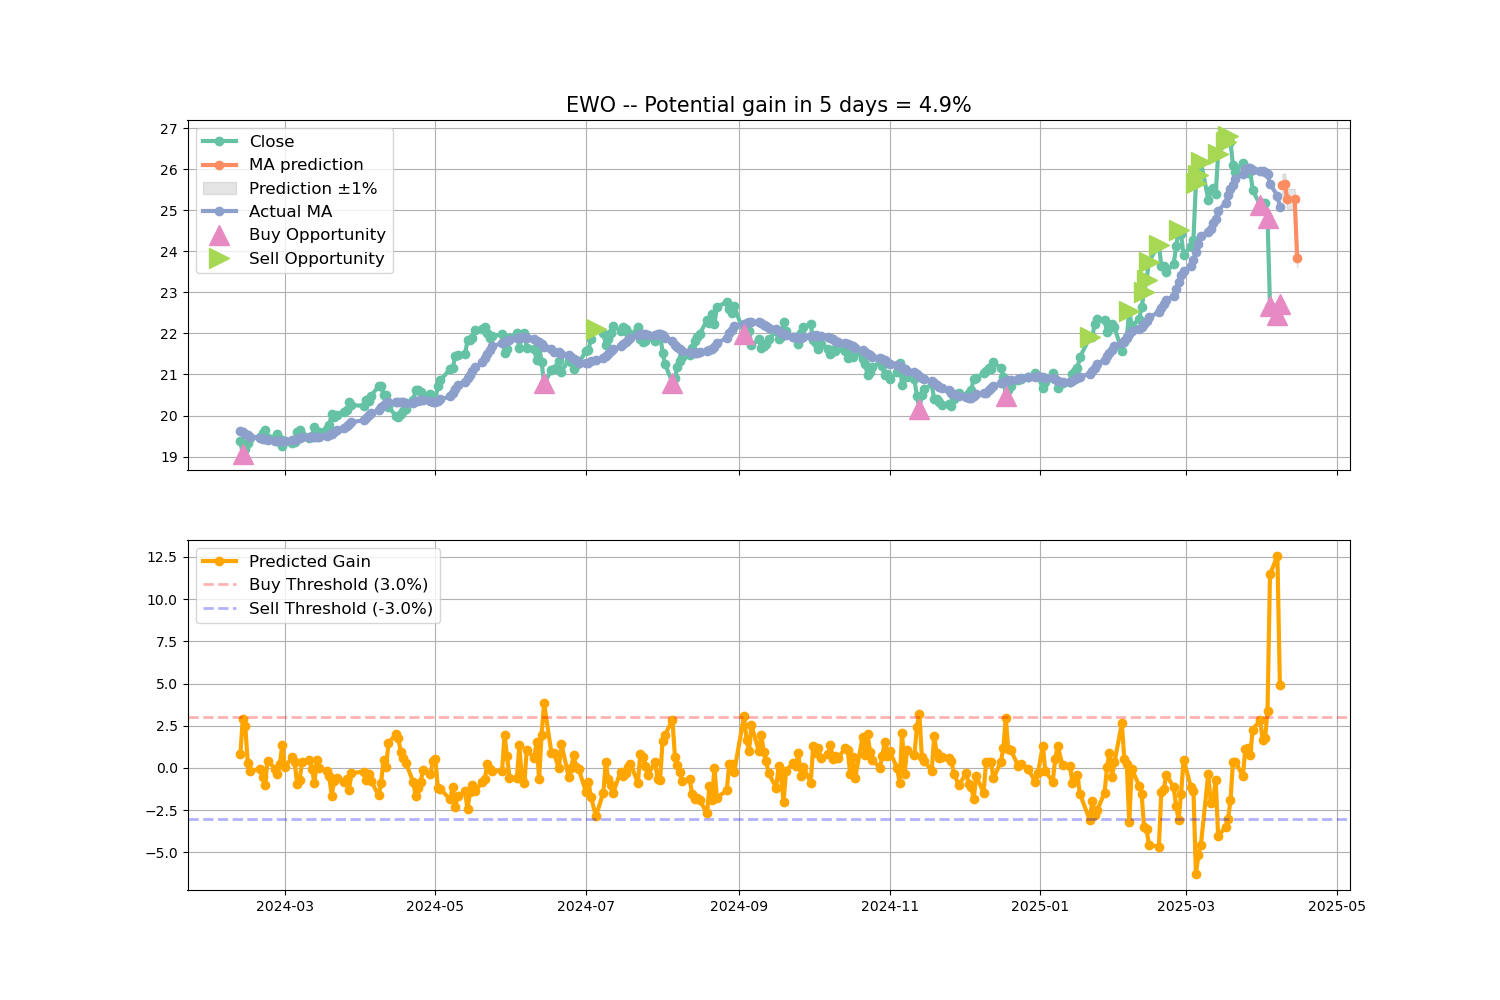 EWO -- Potential gain in 5 days = 4.9%
27
26
25
24
23
22
21
20
19
Close
MA prediction
Prediction ±1%
Actual MA
Buy Opportunity
Sell Opportunity
12.5
10.0
7.5
5.0
2.5
0.0
−2.5
−5.0
Predicted Gain
Buy Threshold (3.0%)
Sell Threshold (-3.0%)
2024-03
2024-05
2024-07
2024-09
2024-11
2025-01
2025-03
2025-05